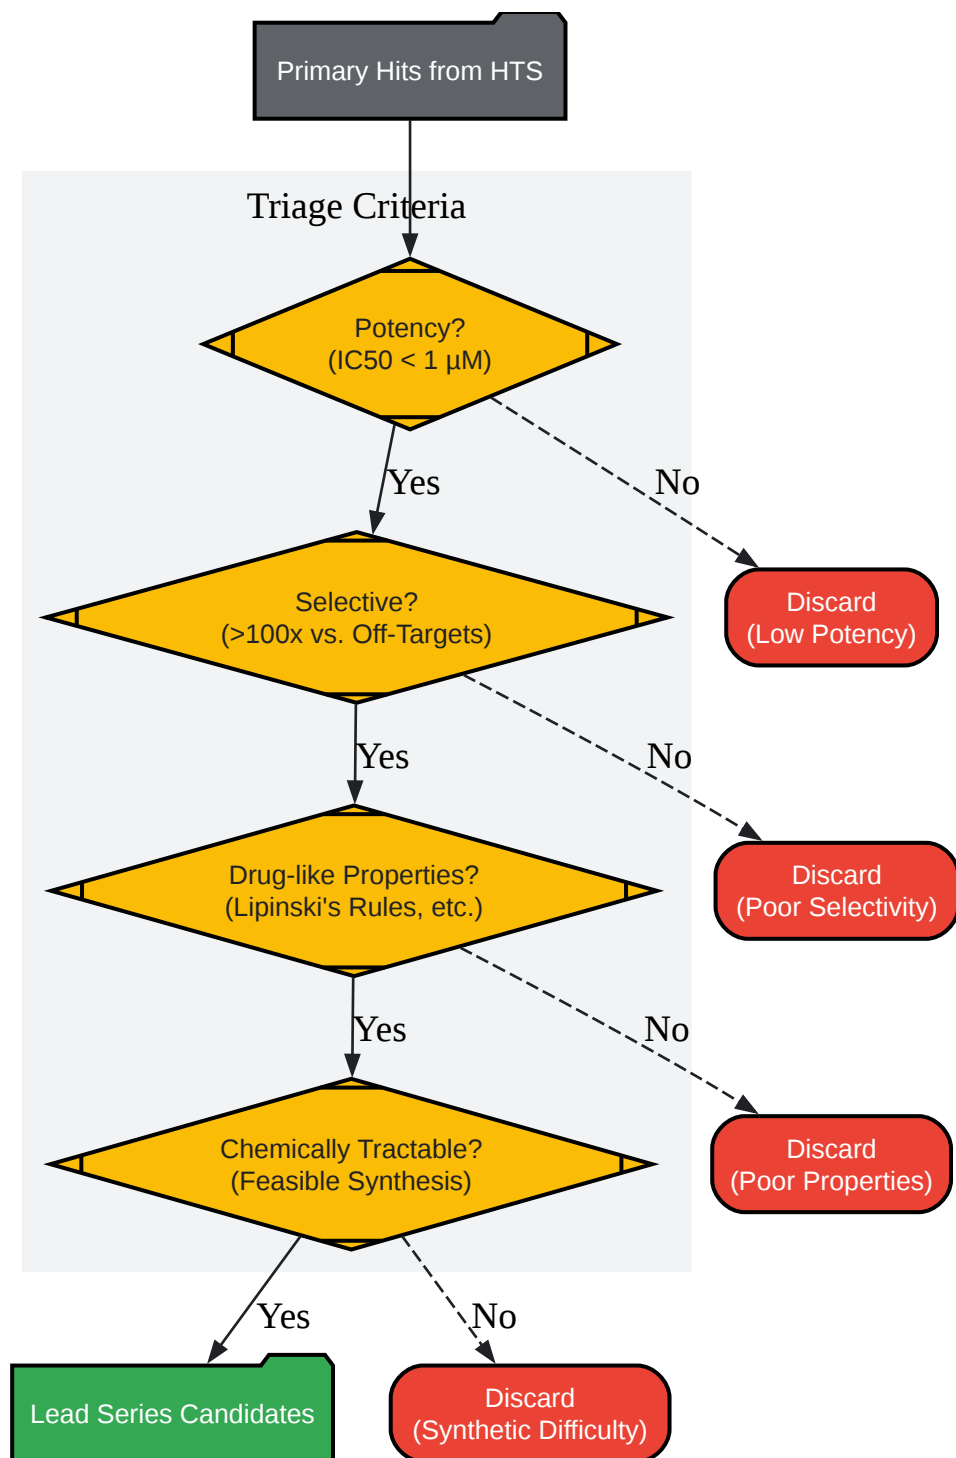 Primary Hits from HTS
Triage Criteria
Potency?
(IC50 < 1 µM)
Yes
No
Selective?
(>100x vs. Off-Targets)
Discard
(Low Potency)
Yes
No
Drug-like Properties?
(Lipinski's Rules, etc.)
Discard
(Poor Selectivity)
Yes
No
Chemically Tractable?
(Feasible Synthesis)
Discard
(Poor Properties)
Yes
No
Lead Series Candidates
Discard
(Synthetic Difficulty)